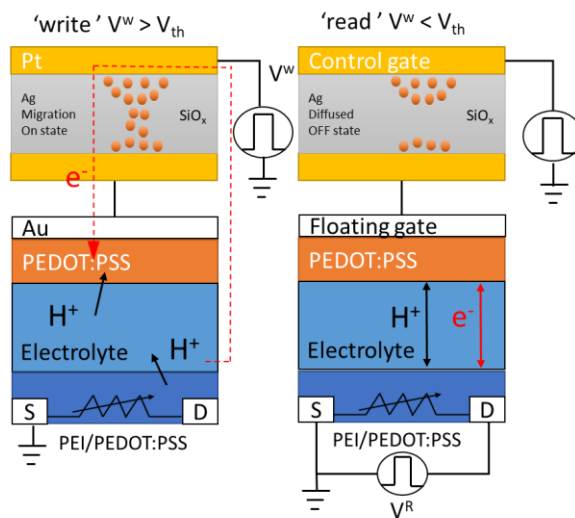 ‘write’ Vᵂ > Vₜₕ
Pt
Vᵂ
Ag
Migration
On state
SiOₓ
e⁻
Au
PEDOT:PSS
H⁺
H⁺
Electrolyte
S
D
PEI/PEDOT:PSS
‘read’ Vᵂ < Vₜₕ
Control gate
Ag
Diffused
OFF state
SiOₓ
Floating gate
PEDOT:PSS
H⁺
e⁻
Electrolyte
S
D
PEI/PEDOT:PSS
Vᴿ